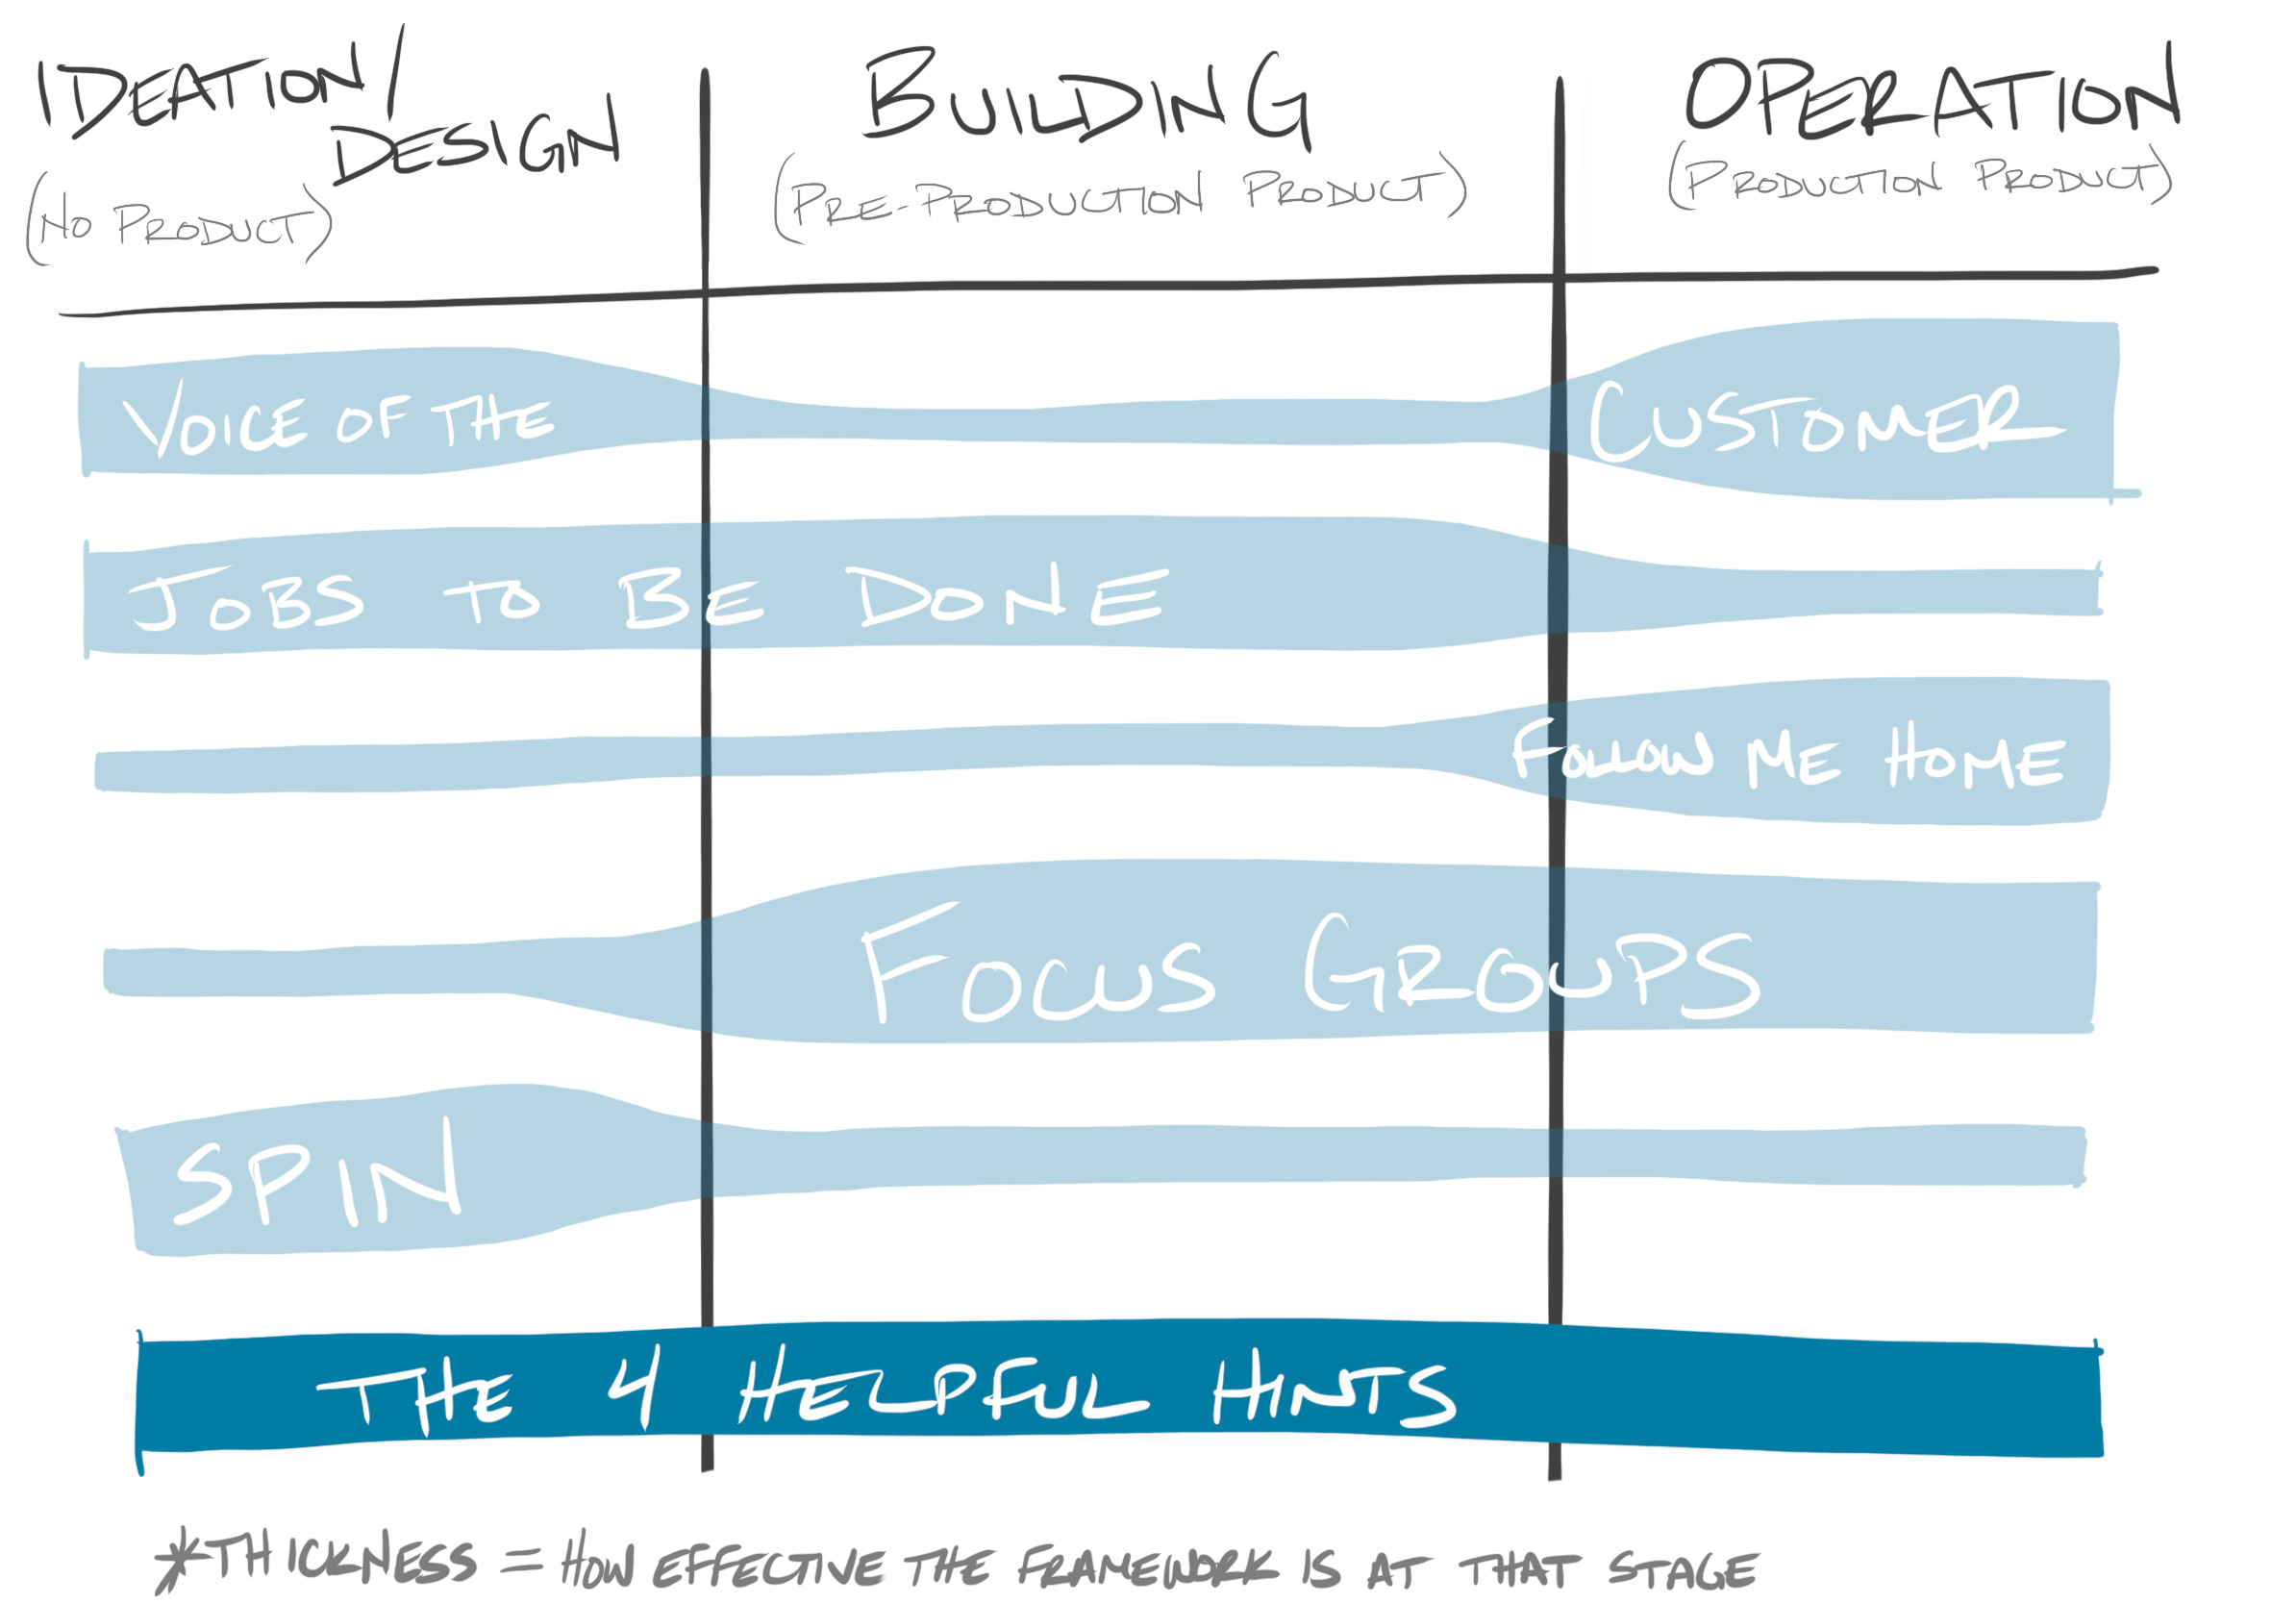 IDEATION/
DESIGN
(NO PRODUCT)
BUILDING
(PRE-PRODUCTION PRODUCT)
OPERATION
(PRODUCTION PRODUCT)
VOICE OF THE CUSTOMER
JOBS TO BE DONE
FOLLOW ME HOME
FOCUS GROUPS
SPIN
THE 4 HELPFUL HINTS
*THICKNESS = HOW EFFECTIVE THE FRAMEWORK IS AT THAT STAGE